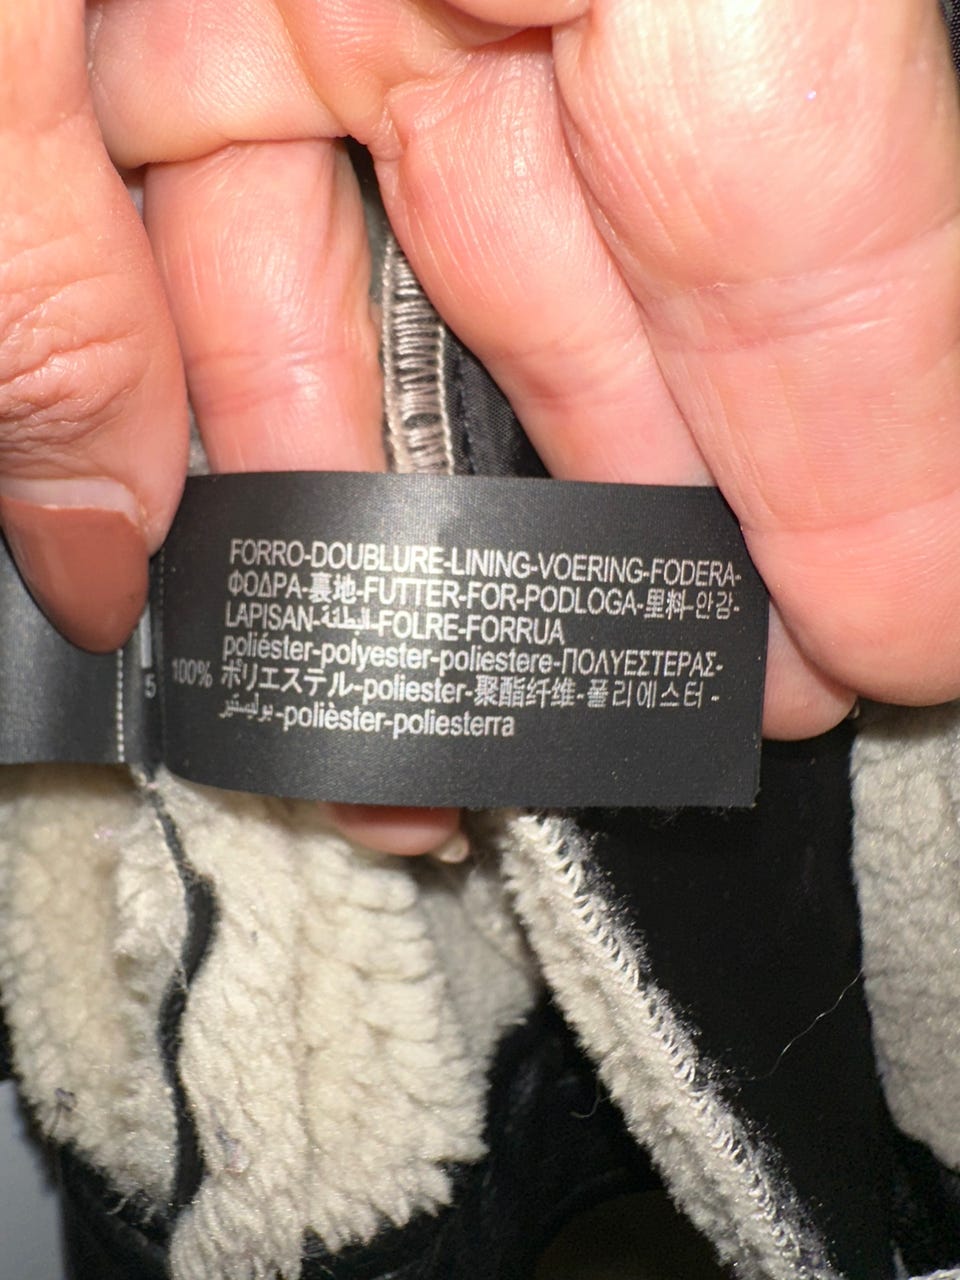 FORRO-DOUBLURE-LINING-VOERING-FODERA-
ΦΟΔΡΑ-裏地-FUTTER-FOR-PODLOGA-里料-안감-
LAPISAN-البطانة-FOLRE-FORRUA
poliéster-polyester-poliestere-ΠΟΛΥΕΣΤΕΡΑΣ-
100% ポリエステル-poliester-聚酯纤维-폴리에스터-
بوليستير-polièster-poliesterra
5